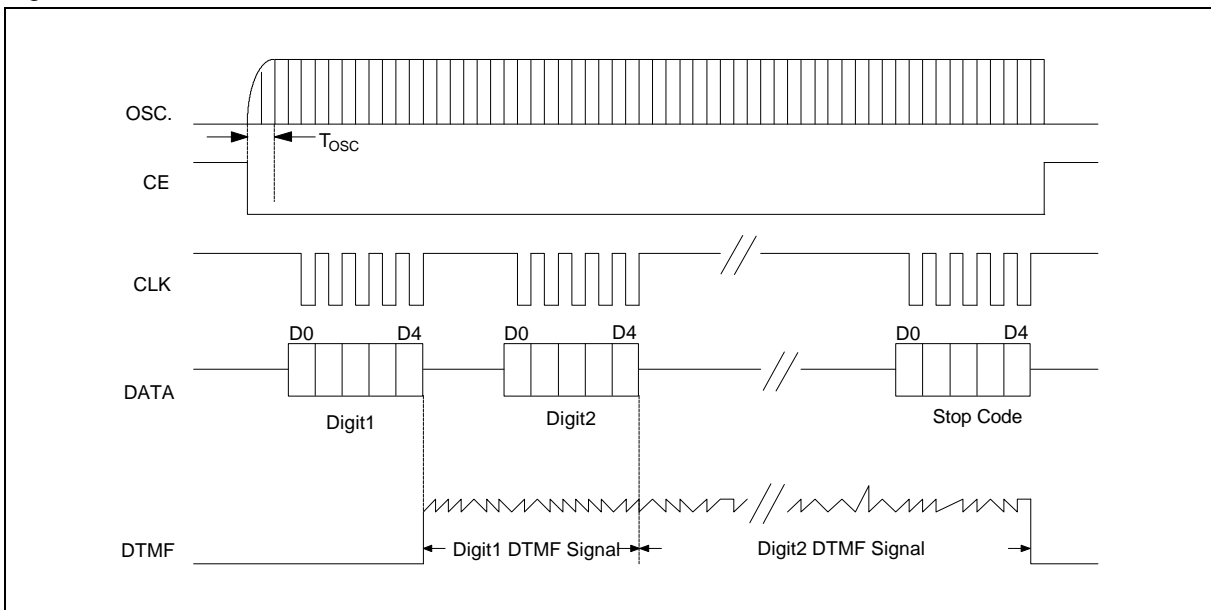 OSC.
T_OSC
CE
CLK
D0 D4 D0 D4 D0 D4
DATA
Digit1 Digit2 Stop Code
DTMF
Digit1 DTMF Signal Digit2 DTMF Signal